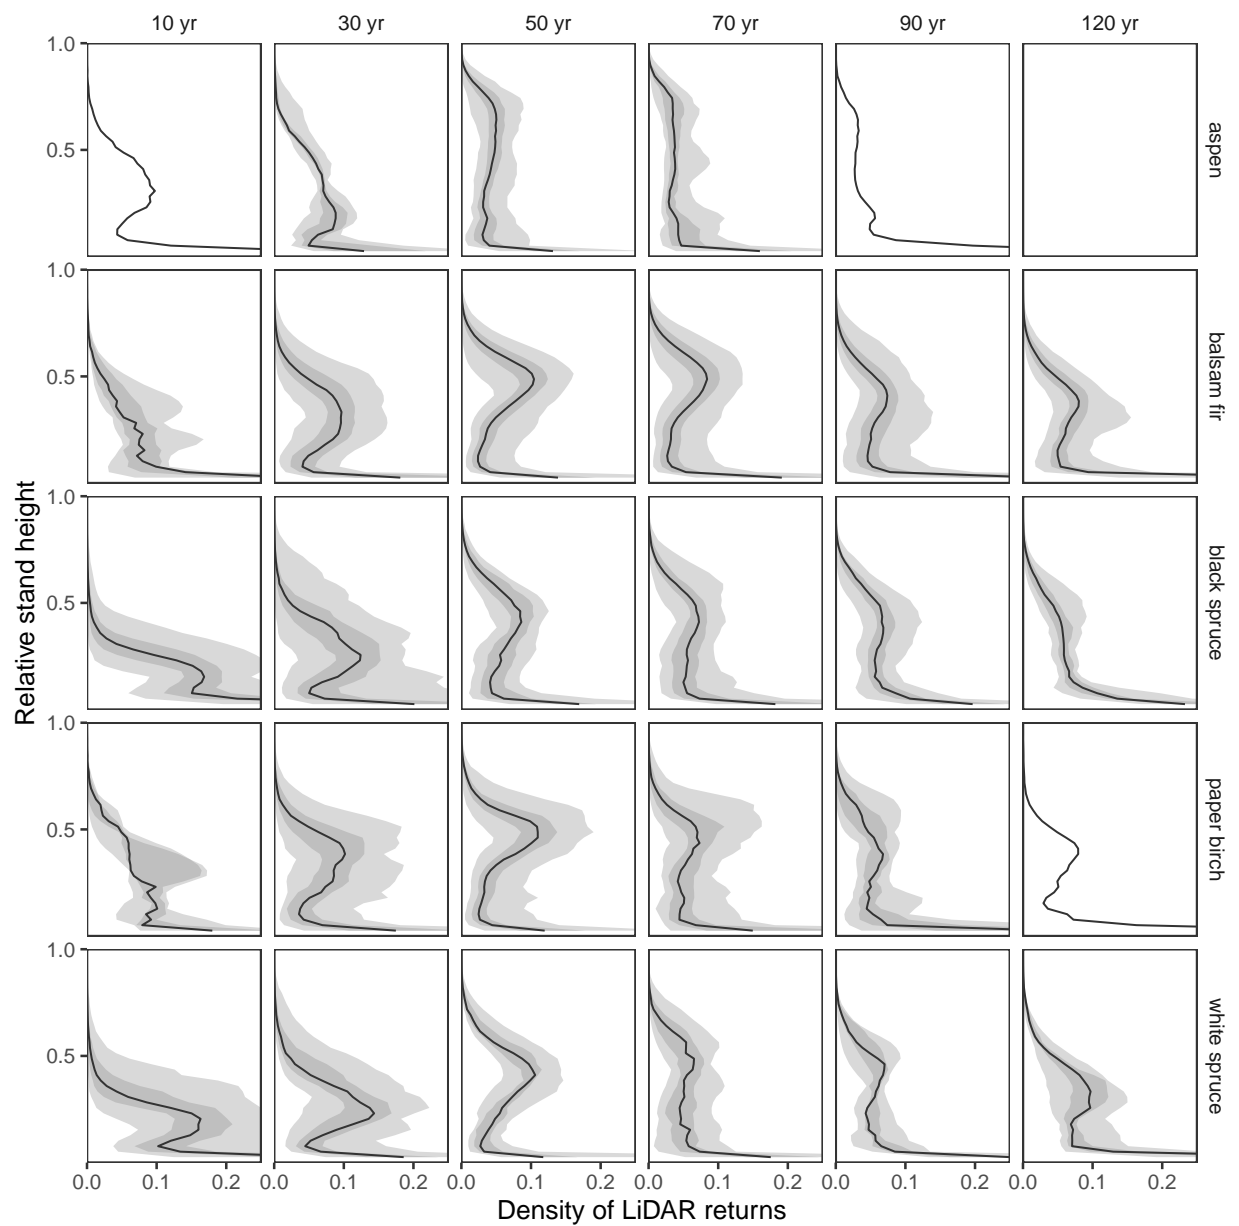 10 yr 30 yr 50 yr 70 yr 90 yr 120 yr
1.0
0.5
aspen
1.0
0.5
balsam fir
1.0
0.5
black spruce
1.0
0.5
paper birch
1.0
0.5
white spruce
Relative stand height
0.0 0.1 0.2 0.0 0.1 0.2 0.0 0.1 0.2 0.0 0.1 0.2 0.0 0.1 0.2 0.0 0.1 0.2
Density of LiDAR returns